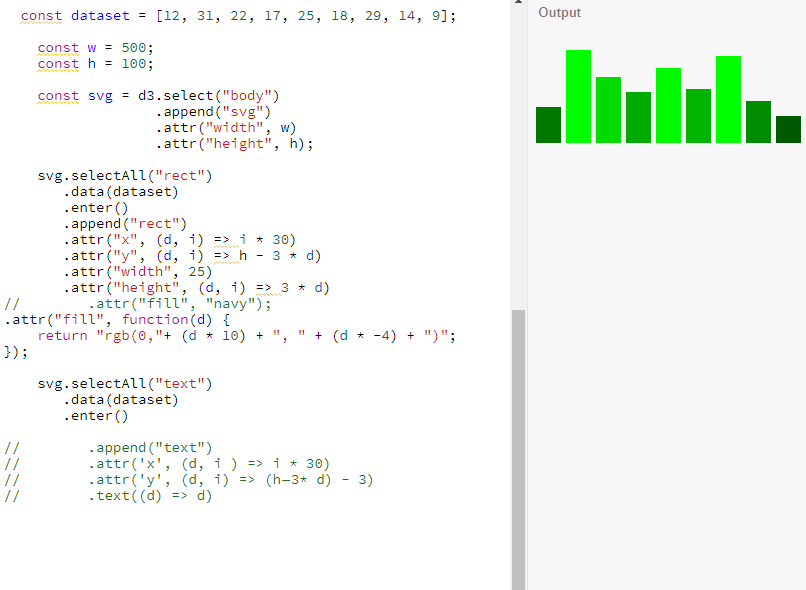 const dataset = [12, 31, 22, 17, 25, 18, 29, 14, 9];
const w = 500;
const h = 100;
const svg = d3.select("body")
.append("svg")
.attr("width", w)
.attr("height", h);
svg.selectAll("rect")
.data(dataset)
.enter()
.append("rect")
.attr("x", (d, i) => i * 30)
.attr("y", (d, i) => h - 3 * d)
.attr("width", 25)
.attr("height", (d, i) => 3 * d)
// .attr("fill", "navy");
.attr("fill", function(d) {
return "rgb(0,"+ (d * 10) + ", " + (d * -4) + ")";
});
svg.selectAll("text")
.data(dataset)
.enter()
// .append("text")
// .attr('x', (d, i ) => i * 30)
// .attr('y', (d, i) => (h—3* d) - 3)
// .text((d) => d)
Output